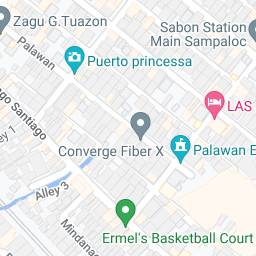 Zagu G.Tuazon
Sabon Station
Main Sampaloc
Palawan
Puerto princessa
Santiago
LAS
Alley 1
Converge Fiber X
Palawan E
Alley 3
Ermel's Basketball Court
Mindana